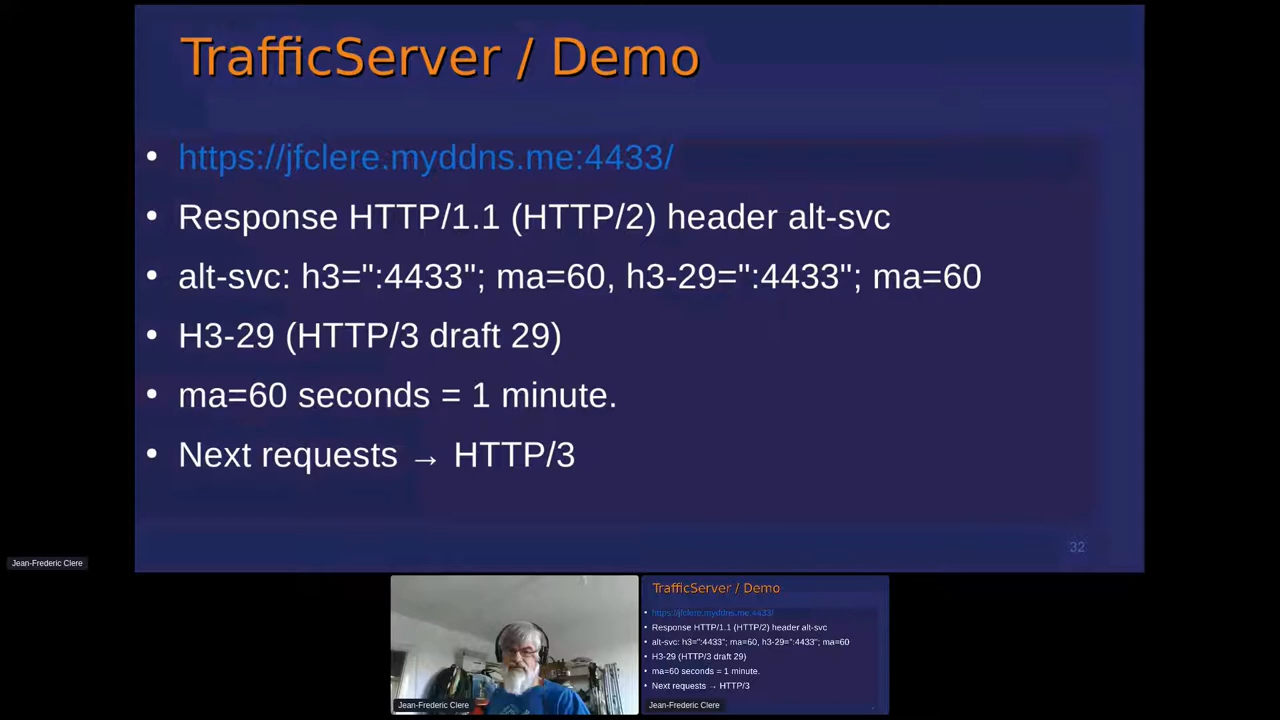 TrafficServer / Demo
• https://jfclere.myddns.me:4433/
• Response HTTP/1.1 (HTTP/2) header alt-svc
• alt-svc: h3=":4433"; ma=60, h3-29=":4433"; ma=60
• H3-29 (HTTP/3 draft 29)
• ma=60 seconds = 1 minute.
• Next requests → HTTP/3
32
Jean-Frederic Clere
Jean-Frederic Clere
TrafficServer / Demo
• https://jfclere.myddns.me:4433/
• Response HTTP/1.1 (HTTP/2) header alt-svc
• alt-svc: h3=":4433"; ma=60, h3-29=":4433"; ma=60
• H3-29 (HTTP/3 draft 29)
• ma=60 seconds = 1 minute.
• Next requests → HTTP/3
Jean-Frederic Clere